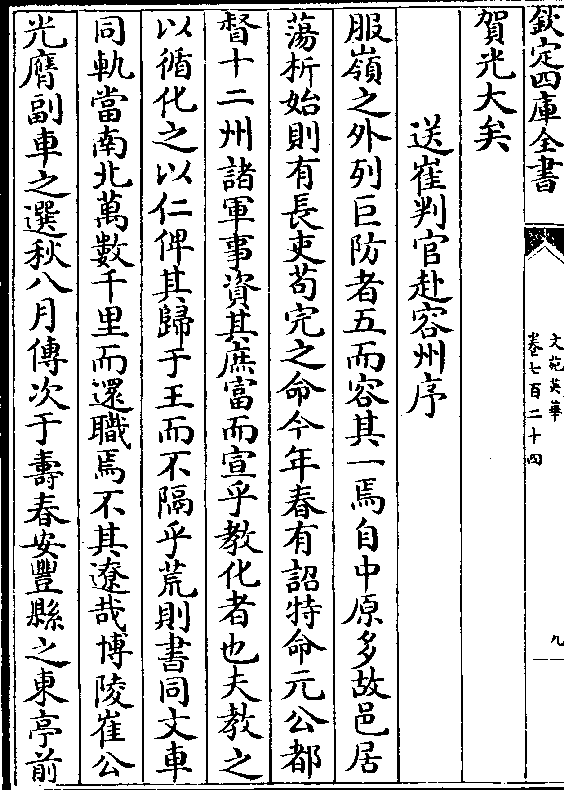 欽定四庫全書
文苑英華
卷七百二十四
九
賀光大矣
送崔判官赴容州序
服嶺之外列巨防者五而容其一焉自中原多故邑居
蕩析始則有長吏苟完之命今年春有詔特命元公都
督十二州諸軍事資其庶富而宣乎教化者也夫教之
以循化之以仁俾其歸于王而不隔乎荒則書同文車
同軌當南北萬數千里而還職焉不其遼哉博陵崔公
光膺副車之選秋八月傳次于壽春安豐縣之東亭前